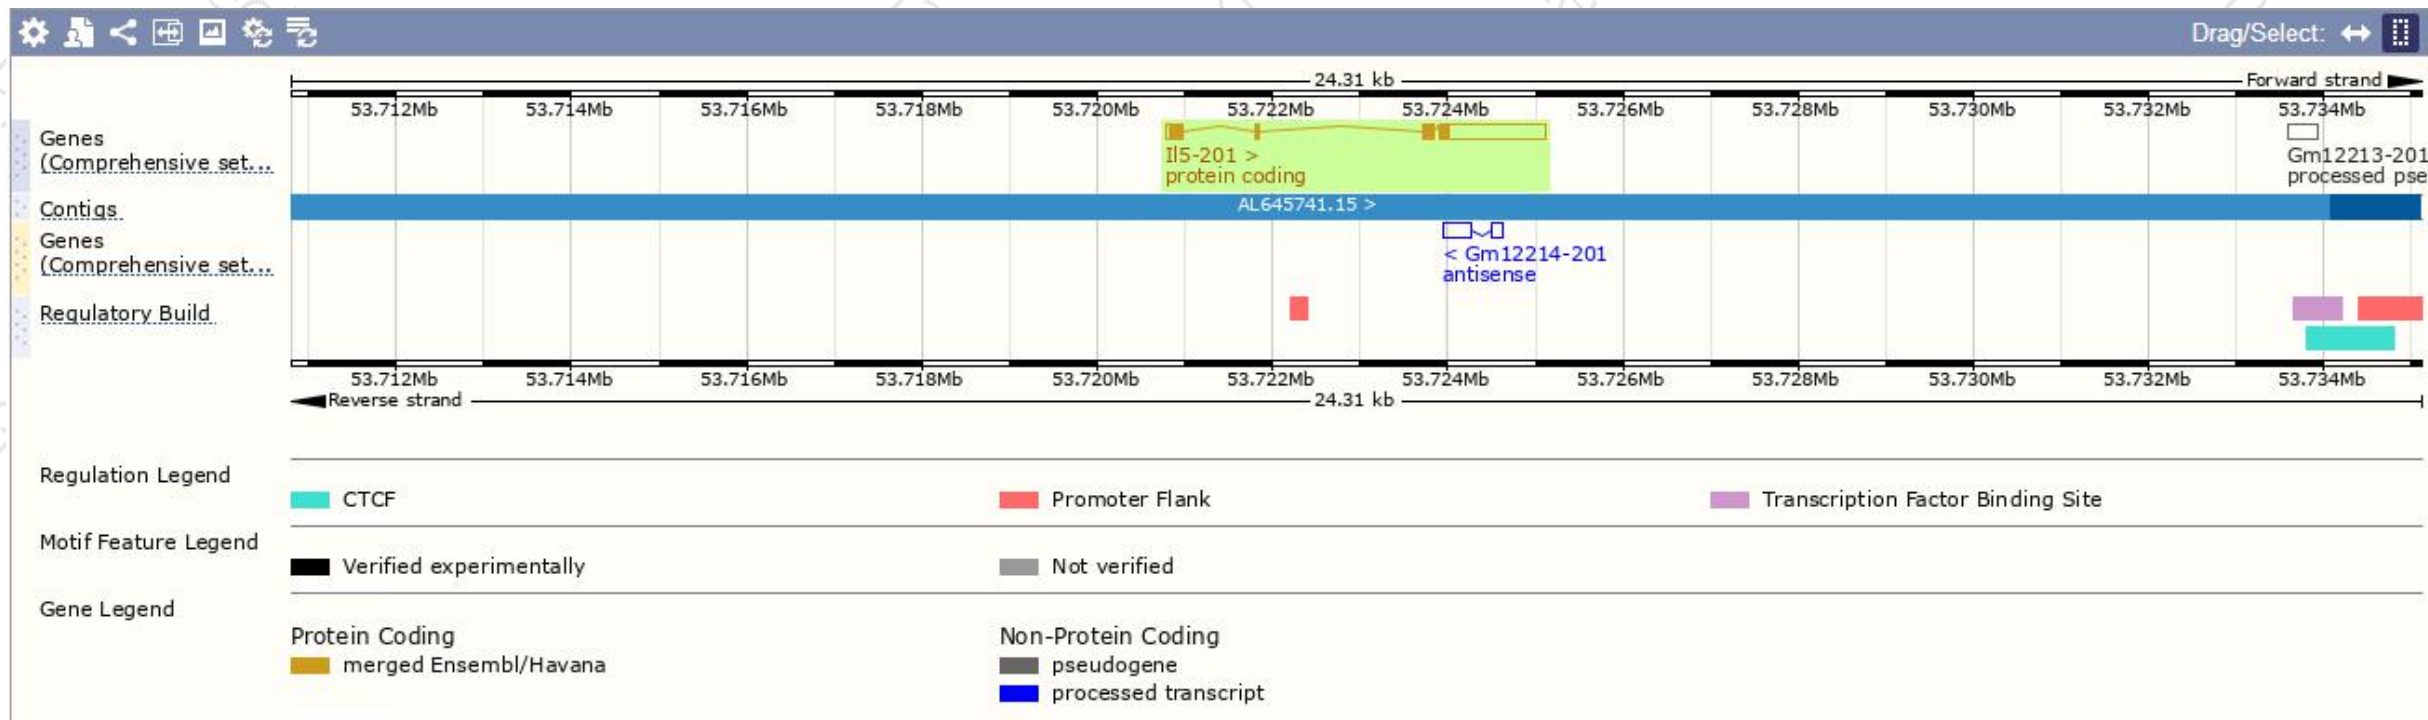 Drag/Select:
24.31 kb Forward strand
53.712Mb 53.714Mb 53.716Mb 53.718Mb 53.720Mb 53.722Mb 53.724Mb 53.726Mb 53.728Mb 53.730Mb 53.732Mb 53.734Mb
Genes
(Comprehensive set...
Il5-201 >
protein coding
Gm12213-201
processed pse
Contigs
AL645741.15 >
Genes
(Comprehensive set...
< Gm12214-201
antisense
Regulatory Build
53.712Mb 53.714Mb 53.716Mb 53.718Mb 53.720Mb 53.722Mb 53.724Mb 53.726Mb 53.728Mb 53.730Mb 53.732Mb 53.734Mb
Reverse strand 24.31 kb
Regulation Legend
CTCF Promoter Flank Transcription Factor Binding Site
Motif Feature Legend
Verified experimentally Not verified
Gene Legend
Protein Coding Non-Protein Coding
merged Ensembl/Havana pseudogene
processed transcript